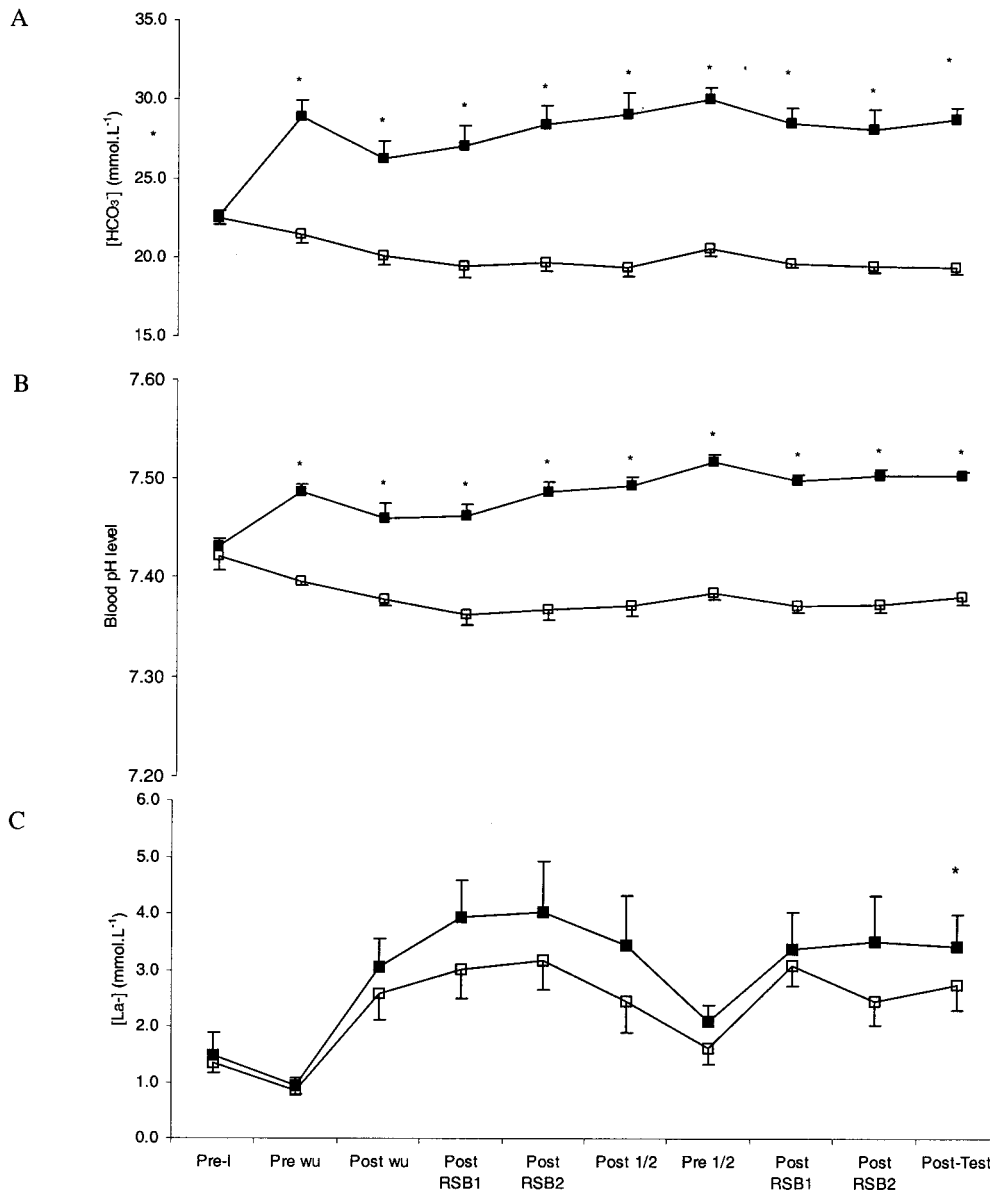 A
35.0
30.0
25.0
20.0
15.0
[HCO₃⁻] (mmol.L⁻¹)
* * * * * * * * * *
B
7.60
7.50
7.40
7.30
7.20
Blood pH level
* * * * * * * * *
C
6.0
5.0
4.0
3.0
2.0
1.0
0.0
[La-] (mmol.L⁻¹)
*
Pre-I Pre wu Post wu Post Post Post 1/2 Pre 1/2 Post Post Post-Test
RSB1 RSB2 RSB1 RSB2